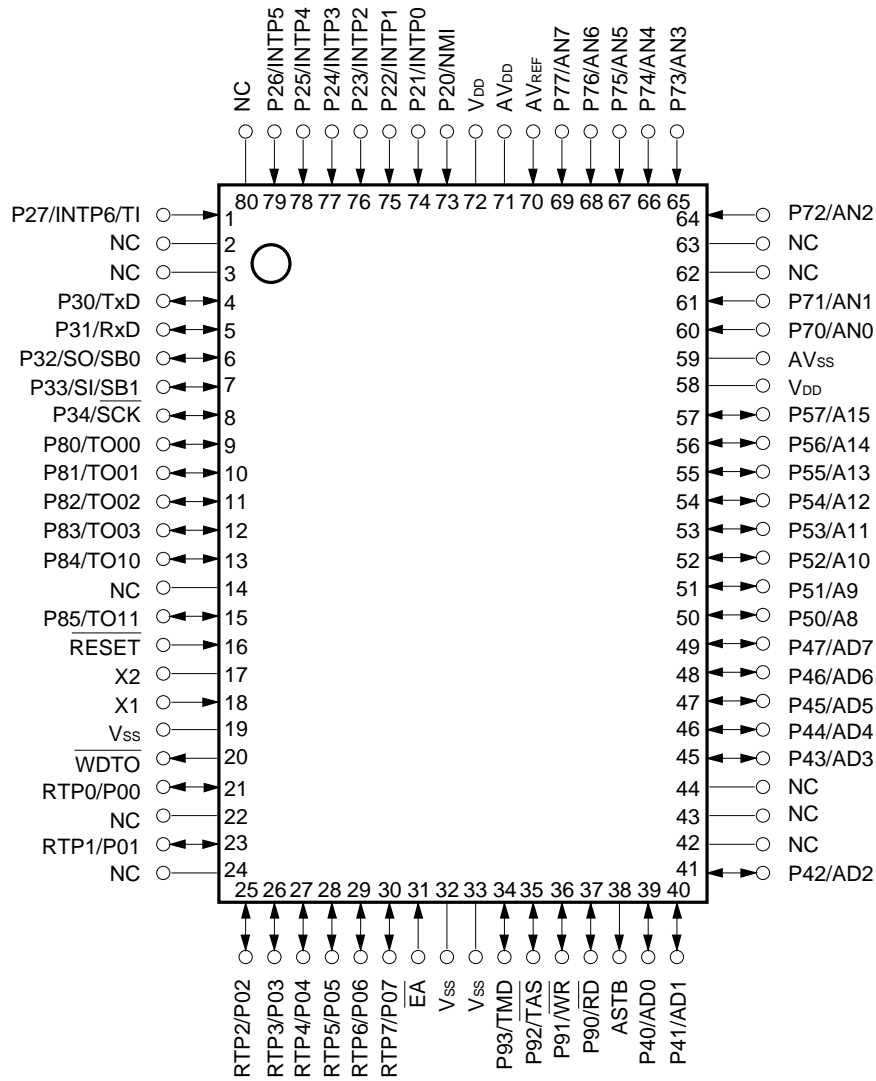 NC
P26/INTP5
P25/INTP4
P24/INTP3
P23/INTP2
P22/INTP1
P21/INTP0
P20/NMI
VDD
AVDD
AVREF
P77/AN7
P76/AN6
P75/AN5
P74/AN4
P73/AN3
80 79 78 77 76 75 74 73 72 71 70 69 68 67 66 65
P27/INTP6/TI 1
NC 2
NC 3
P30/TxD 4
P31/RxD 5
P32/SO/SB0 6
P33/SI/SB1 7
P34/SCK 8
P80/TO00 9
P81/TO01 10
P82/TO02 11
P83/TO03 12
P84/TO10 13
NC 14
P85/TO11 15
RESET 16
X2 17
X1 18
VSS 19
WDTO 20
RTP0/P00 21
NC 22
RTP1/P01 23
NC 24
64 P72/AN2
63 NC
62 NC
61 P71/AN1
60 P70/AN0
59 AVSS
58 VDD
57 P57/A15
56 P56/A14
55 P55/A13
54 P54/A12
53 P53/A11
52 P52/A10
51 P51/A9
50 P50/A8
49 P47/AD7
48 P46/AD6
47 P45/AD5
46 P44/AD4
45 P43/AD3
44 NC
43 NC
42 NC
41 P42/AD2
25 26 27 28 29 30 31 32 33 34 35 36 37 38 39 40
RTP2/P02
RTP3/P03
RTP4/P04
RTP5/P05
RTP6/P06
RTP7/P07
EA
VSS
VSS
P93/TMD
P92/TAS
P91/WR
P90/RD
ASTB
P40/AD0
P41/AD1